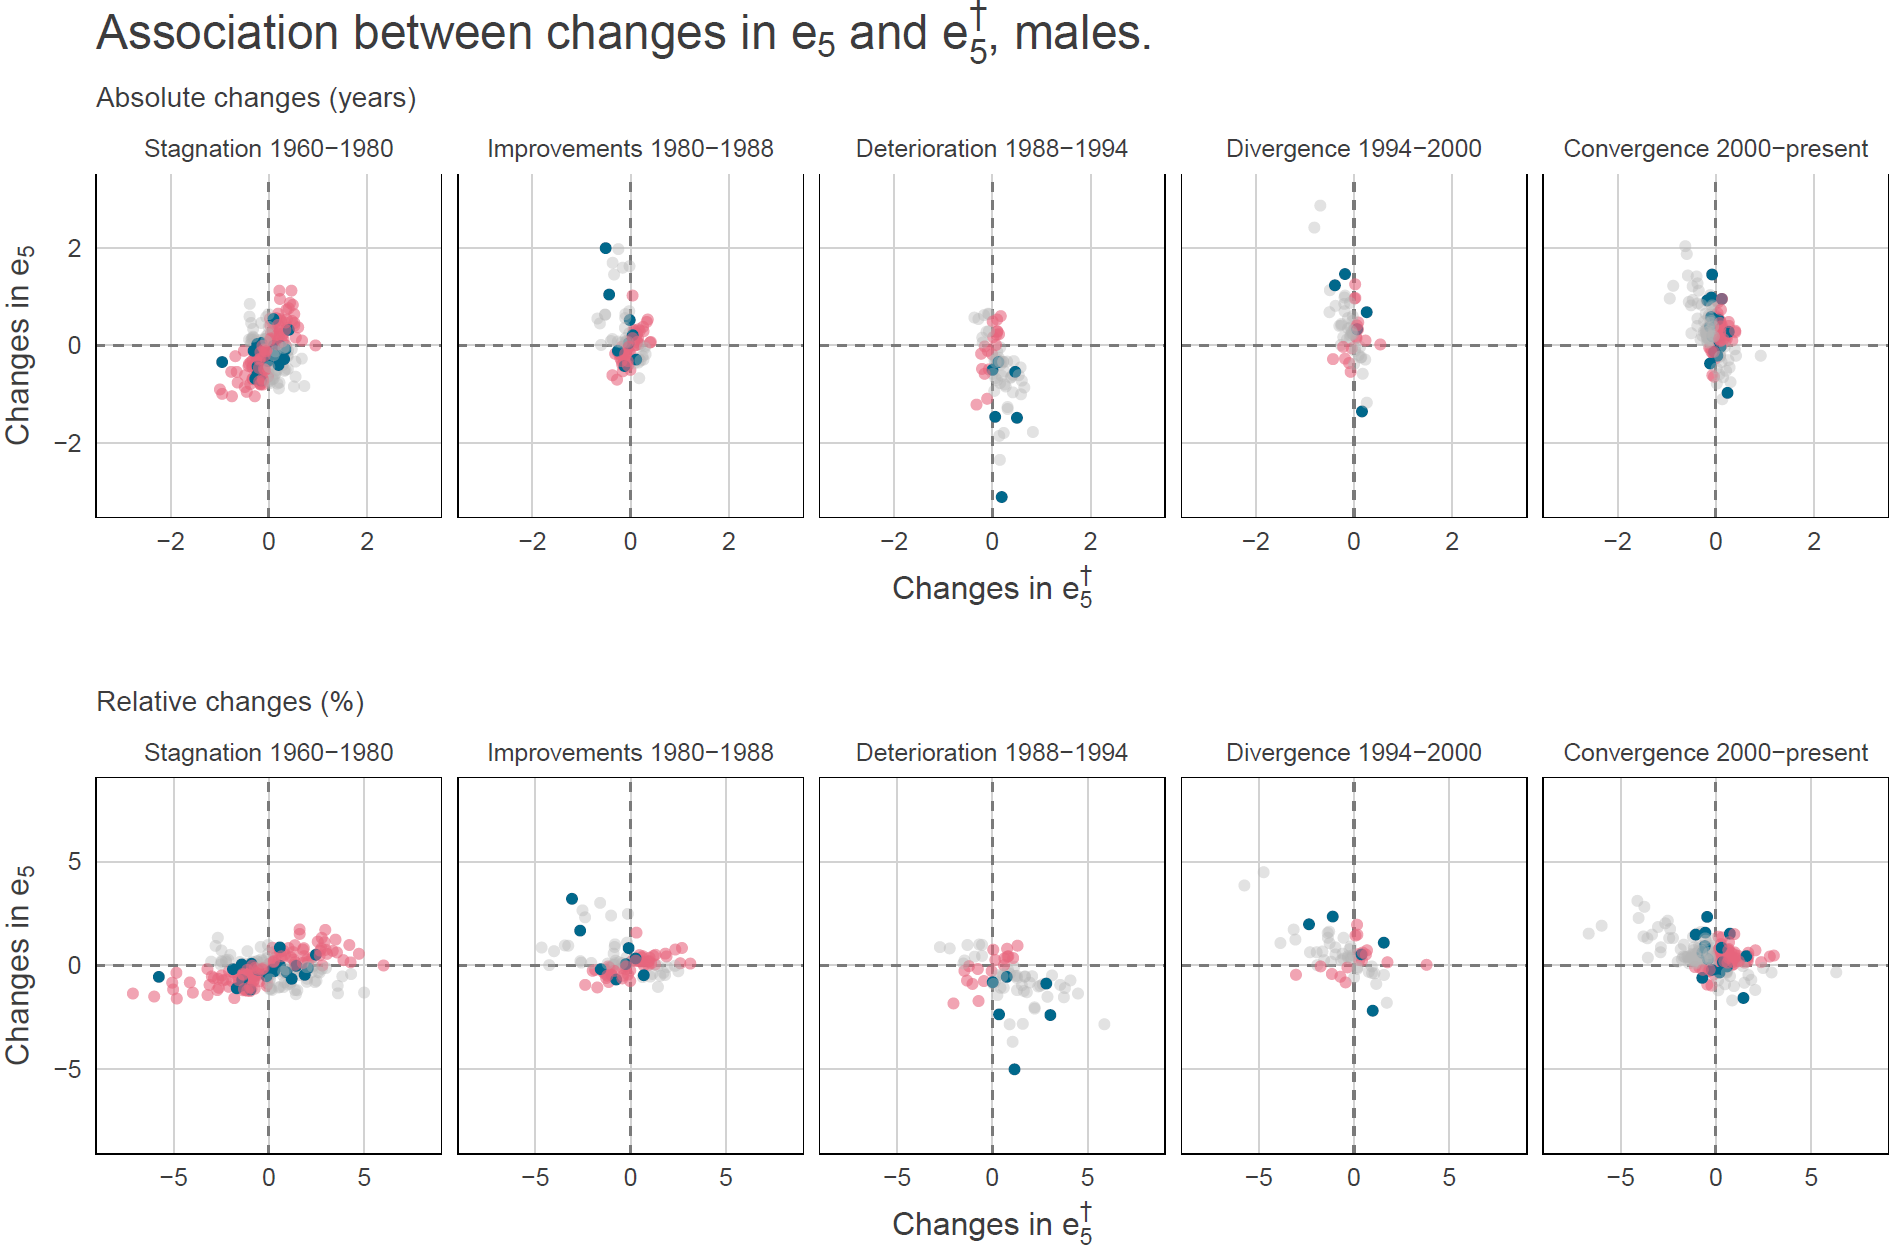 Association between changes in e₅ and e₅†, males.
Absolute changes (years)
Stagnation 1960−1980 Improvements 1980−1988 Deterioration 1988−1994 Divergence 1994−2000 Convergence 2000−present
Changes in e₅
2
0
−2
−2 0 2 −2 0 2 −2 0 2 −2 0 2 −2 0 2
Changes in e₅†
Relative changes (%)
Stagnation 1960−1980 Improvements 1980−1988 Deterioration 1988−1994 Divergence 1994−2000 Convergence 2000−present
Changes in e₅
5
0
−5
−5 0 5 −5 0 5 −5 0 5 −5 0 5 −5 0 5
Changes in e₅†